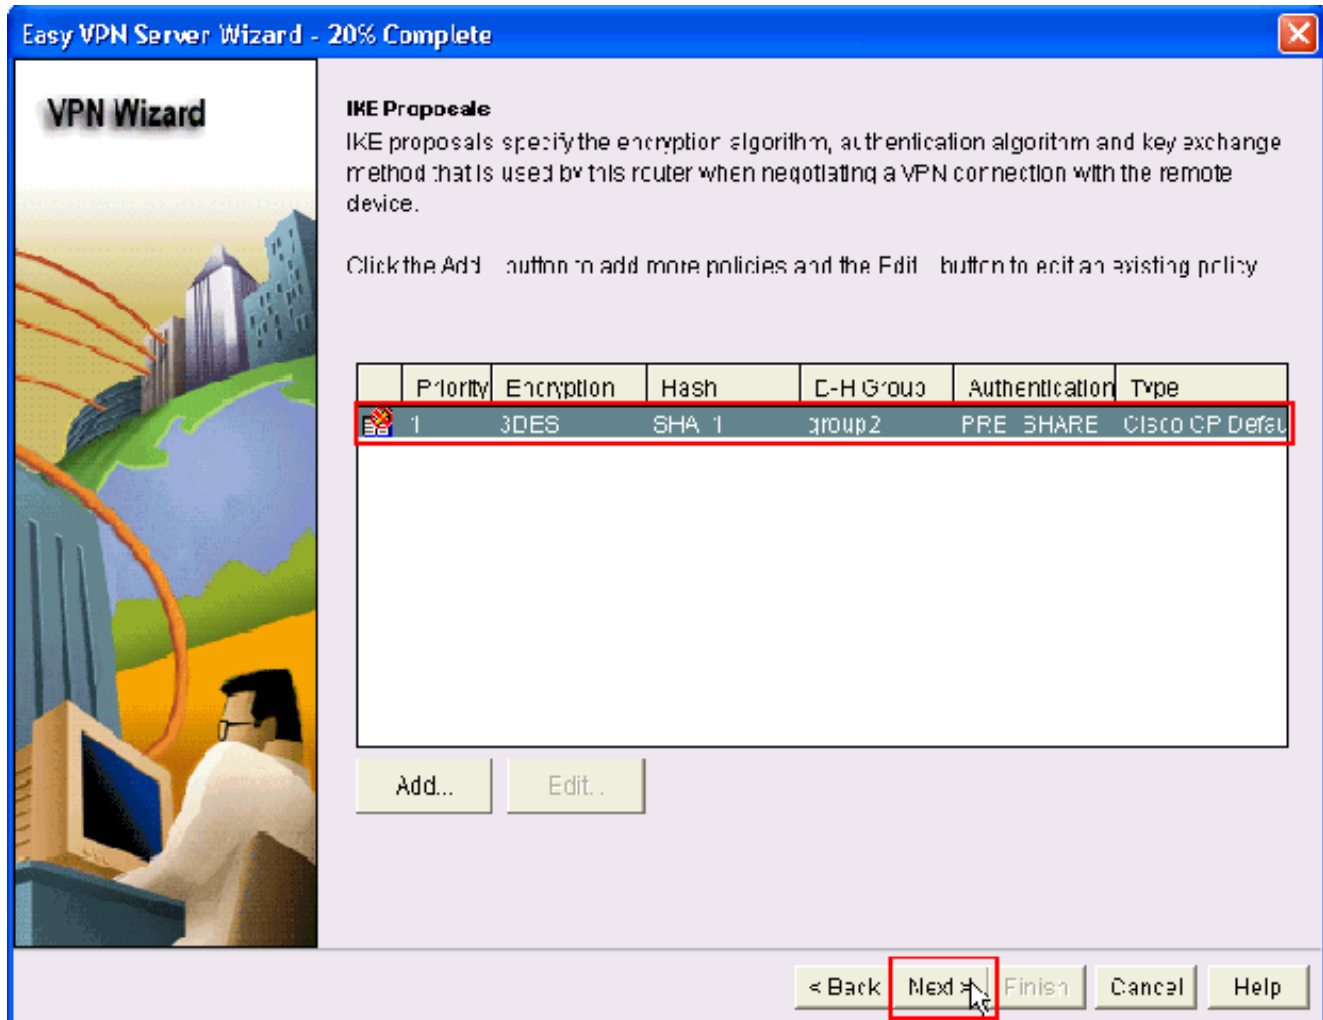 Easy VPN Server Wizard - 20% Complete
VPN Wizard
IKE Proposals
IKE proposals specify the encryption algorithm, authentication algorithm and key exchange
method that is used by this router when negotiating a VPN connection with the remote
device.
Click the Add... button to add more policies and the Edit... button to edit an existing policy.
Priority Encryption Hash D-H Group Authentication Type
1 3DES SHA_1 group2 PRE_SHARE Cisco CP Defau
Add... Edit...
< Back Next > Finish Cancel Help